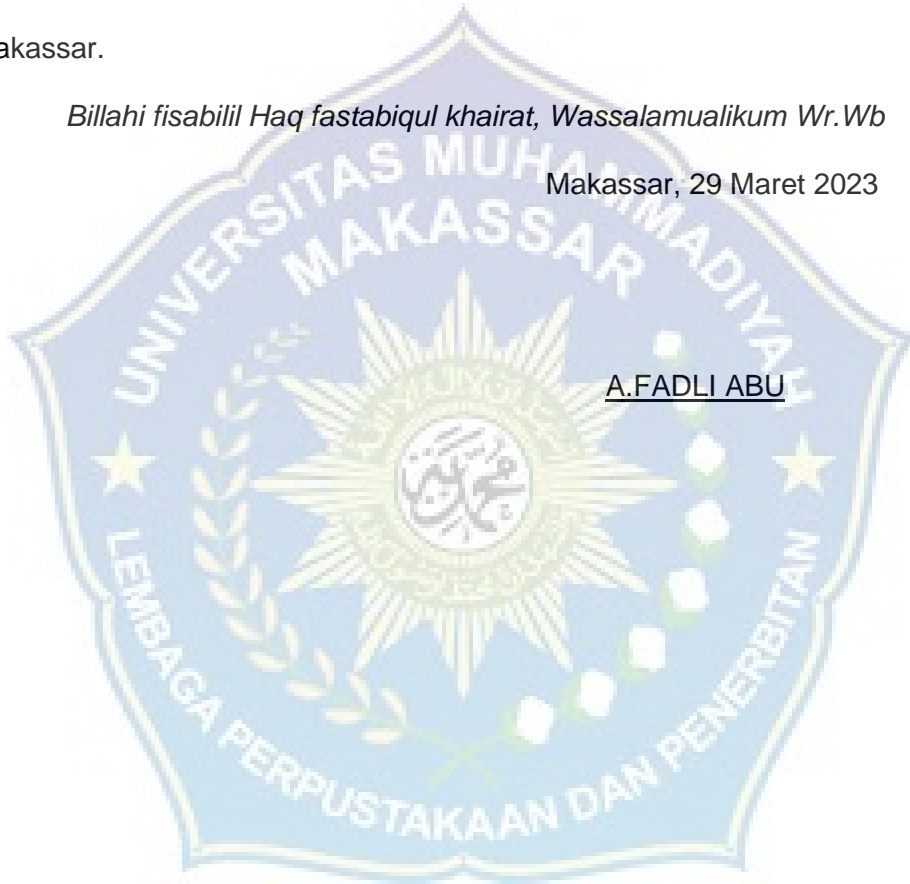 akassar.
Billahi fisabilil Haq fastabiqul khairat, Wassalamualikum Wr.Wb
Makassar, 29 Maret 2023
UNIVERSITAS MUHAMMADIYAH
MAKASSAR
A.FADLI ABU
LEMBAGA PERPUSTAKAAN DAN PENERBITAN